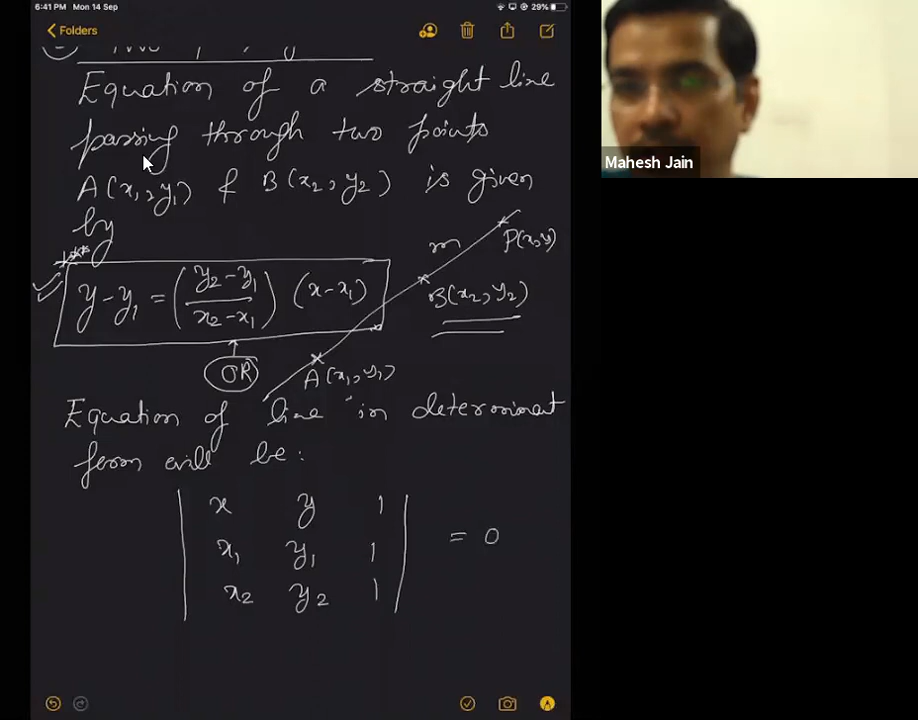 6:41 PM Mon 14 Sep
29%
Folders
Equation of a straight line
passing through two points
A(x₁, y₁) & B(x₂, y₂) is given
by
y - y₁ = ((y₂ - y₁)/(x₂ - x₁)) (x - x₁)
m
P(x, y)
B(x₂, y₂)
OR
A(x₁, y₁)
Equation of line in determinant
form will be:
| x y 1 |
| x₁ y₁ 1 | = 0
| x₂ y₂ 1 |
Mahesh Jain